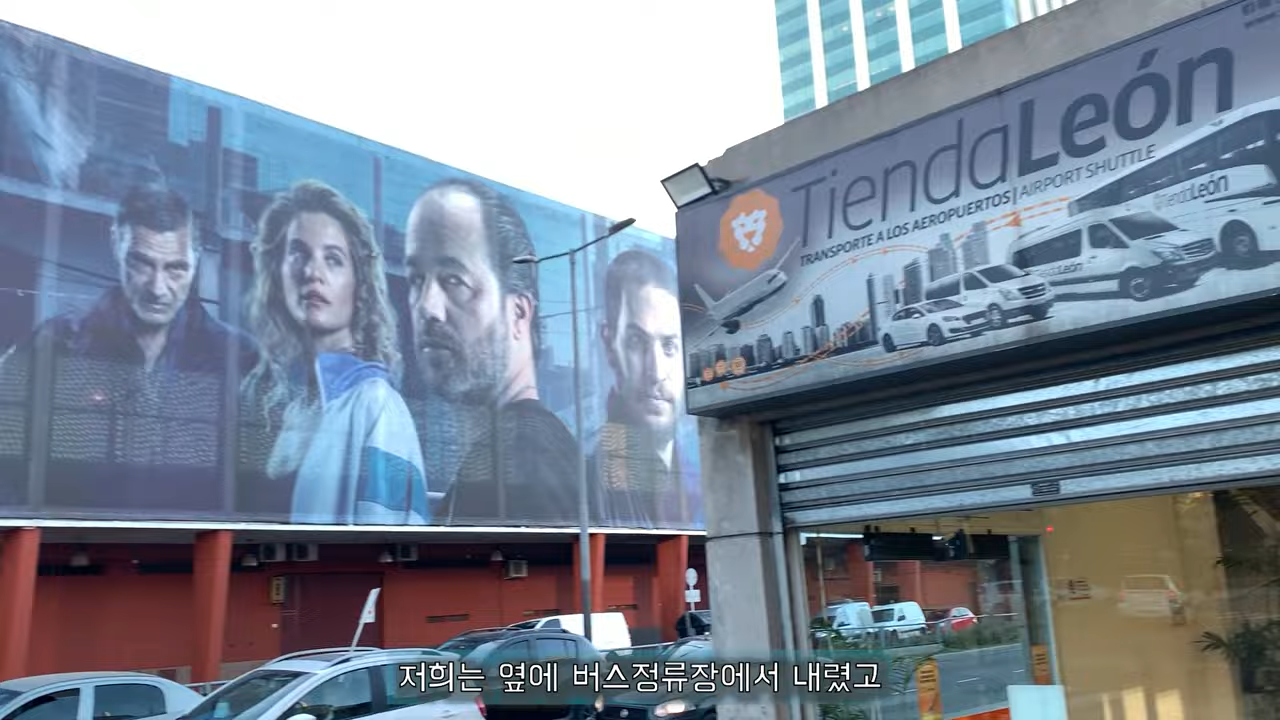 TiendaLeón
TRANSPORTE A LOS AEROPUERTOS | AIRPORT SHUTTLE
TiendaLeón
TiendaLeón
저희는 옆에 버스정류장에서 내렸고